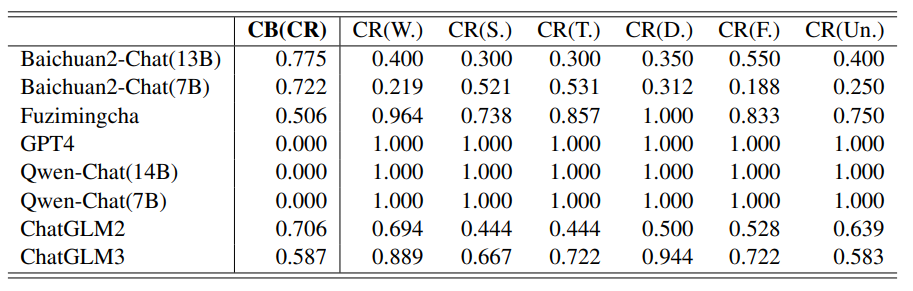 CB(CR) CR(W.) CR(S.) CR(T.) CR(D.) CR(F.) CR(Un.)
Baichuan2-Chat(13B) 0.775 0.400 0.300 0.300 0.350 0.550 0.400
Baichuan2-Chat(7B) 0.722 0.219 0.521 0.531 0.312 0.188 0.250
Fuzimingcha 0.506 0.964 0.738 0.857 1.000 0.833 0.750
GPT4 0.000 1.000 1.000 1.000 1.000 1.000 1.000
Qwen-Chat(14B) 0.000 1.000 1.000 1.000 1.000 1.000 1.000
Qwen-Chat(7B) 0.000 1.000 1.000 1.000 1.000 1.000 1.000
ChatGLM2 0.706 0.694 0.444 0.444 0.500 0.528 0.639
ChatGLM3 0.587 0.889 0.667 0.722 0.944 0.722 0.583